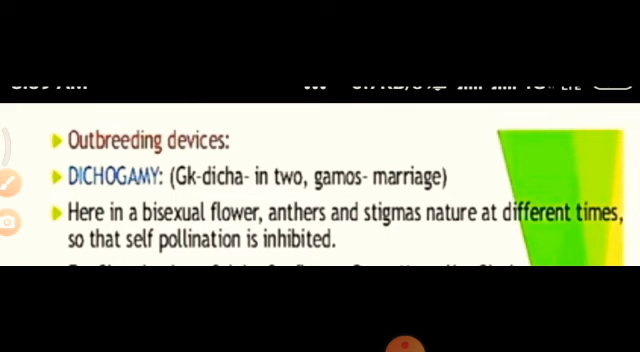 Outbreeding devices:
DICHOGAMY: (Gk-dicha- in two, gamos- marriage)
Here in a bisexual flower, anthers and stigmas nature at different times,
so that self pollination is inhibited.